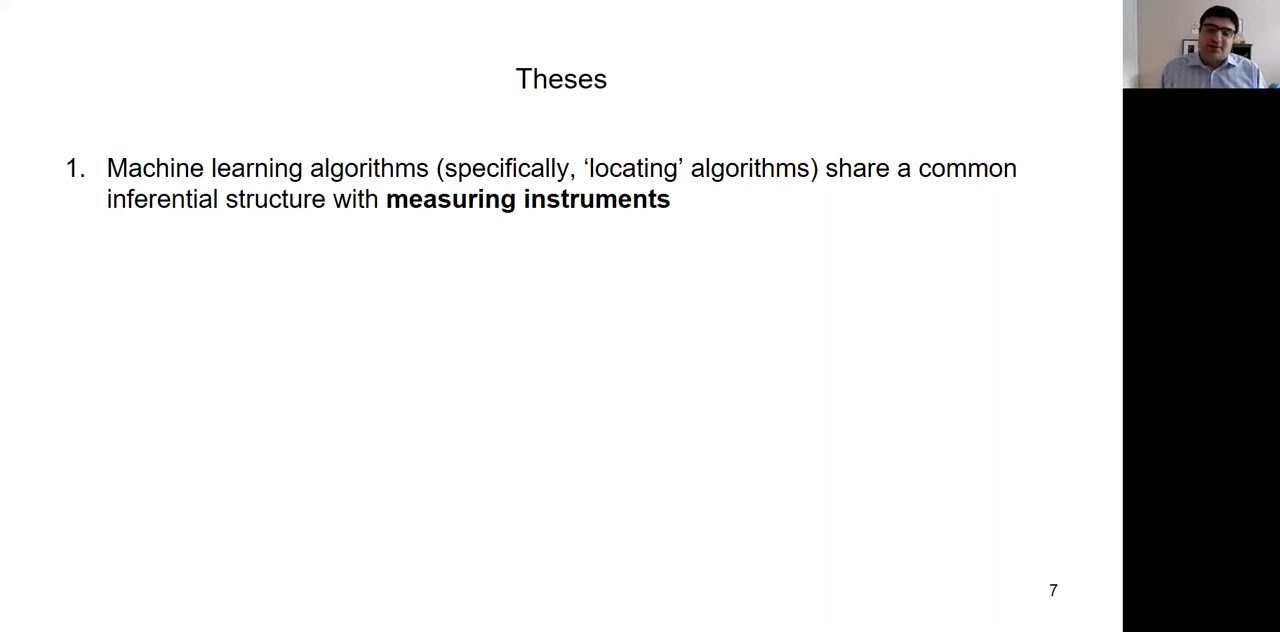 Theses
1. Machine learning algorithms (specifically, ‘locating’ algorithms) share a common
inferential structure with measuring instruments
7